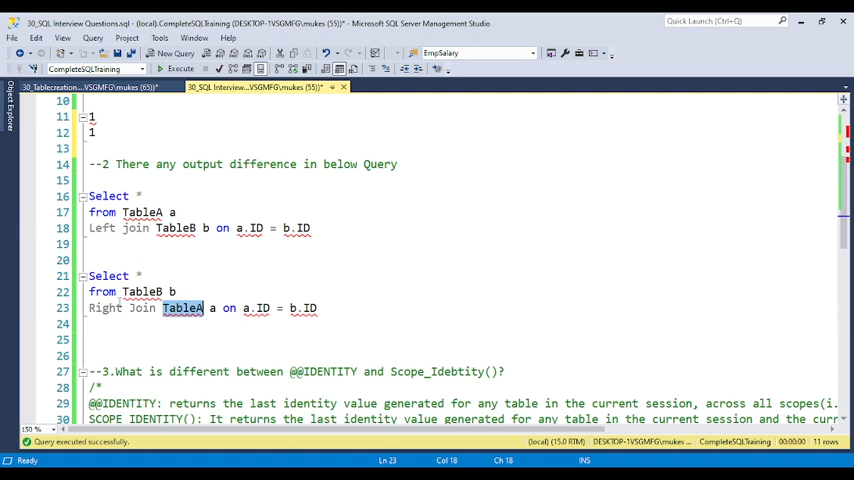 30_SQL Interview Questions.sql - (local).CompleteSQLTraining (DESKTOP-1VSGMFG\mukes (55))* - Microsoft SQL Server Management Studio
Quick Launch (Ctrl+Q)
File Edit View Query Project Tools Window Help
New Query
EmpSalary
CompleteSQLTraining
Execute
Object Explorer
30_Tablecreation....VSGMFG\mukes (65))*
30_SQL Interview...VSGMFG\mukes (55))*
10
11 1
12 1
13
14 --2 There any output difference in below Query
15
16 Select *
17 from TableA a
18 Left join TableB b on a.ID = b.ID
19
20
21 Select *
22 from TableB b
23 Right Join TableA a on a.ID = b.ID
24
25
26
27 --3.What is different between @@IDENTITY and Scope_Idebtity()?
28 /*
29 @@IDENTITY: returns the last identity value generated for any table in the current session, across all scopes(i.
30 SCOPE IDENTITY(): It returns the last identity value generated for any table in the current session and the curr
150 %
Query executed successfully.
(local) (15.0 RTM) DESKTOP-1VSGMFG\mukes ... CompleteSQLTraining 00:00:00 11 rows
Ready Ln 23 Col 18 Ch 18 INS